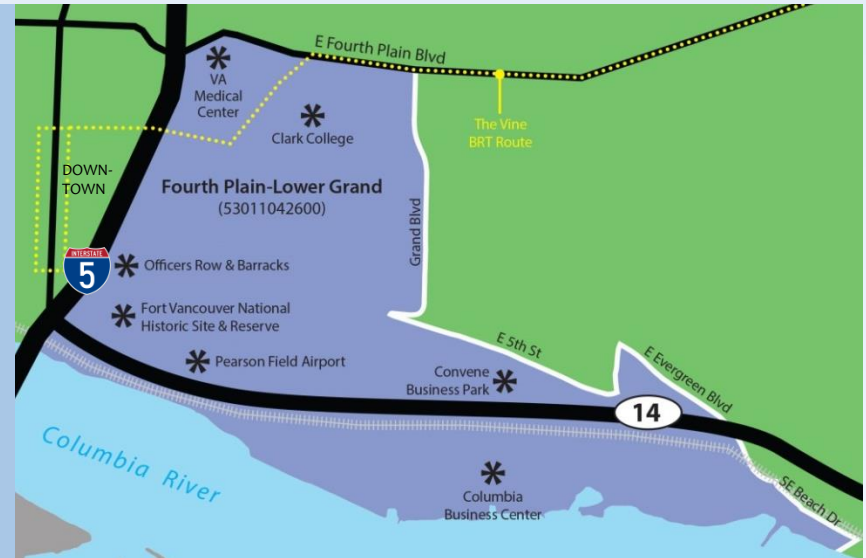 E Fourth Plain Blvd
VA
Medical
Center
Clark College
The Vine
BRT Route
DOWN-
TOWN
Fourth Plain-Lower Grand
(53011042600)
Grand Blvd
INTERSTATE
5
Officers Row & Barracks
Fort Vancouver National
Historic Site & Reserve
E 5th St
Pearson Field Airport
Convene
Business Park
E Evergreen Blvd
14
Columbia River
Columbia
Business Center
SE Beach Dr